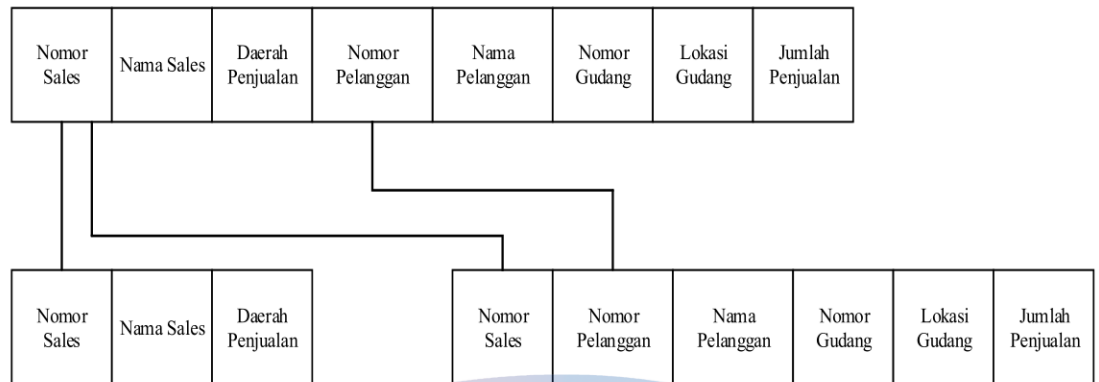 Nomor
Sales
Nama Sales
Daerah
Penjualan
Nomor
Pelanggan
Nama
Pelanggan
Nomor
Gudang
Lokasi
Gudang
Jumlah
Penjualan
Nomor
Sales
Nama Sales
Daerah
Penjualan
Nomor
Sales
Nomor
Pelanggan
Nama
Pelanggan
Nomor
Gudang
Lokasi
Gudang
Jumlah
Penjualan